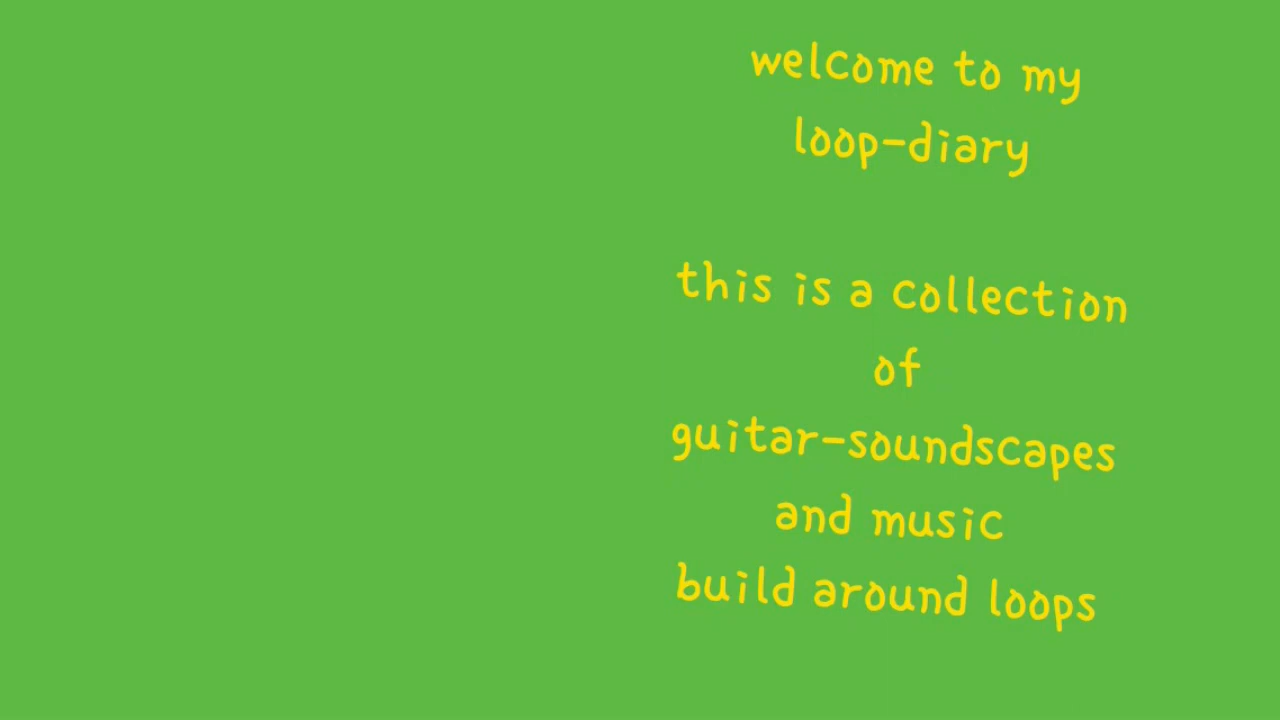 welcome to my
loop-diary
this is a collection
of
guitar-soundscapes
and music
build around loops